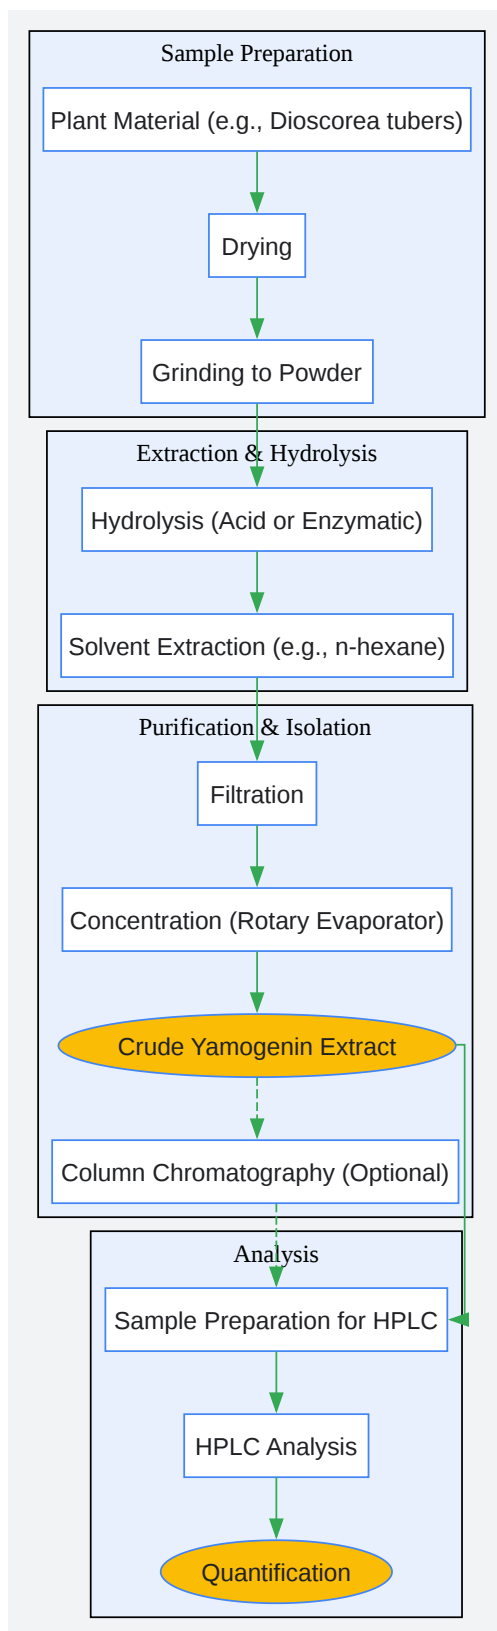 Sample Preparation
Plant Material (e.g., Dioscorea tubers)
Drying
Grinding to Powder
Extraction & Hydrolysis
Hydrolysis (Acid or Enzymatic)
Solvent Extraction (e.g., n-hexane)
Purification & Isolation
Filtration
Concentration (Rotary Evaporator)
Crude Yamogenin Extract
Column Chromatography (Optional)
Analysis
Sample Preparation for HPLC
HPLC Analysis
Quantification